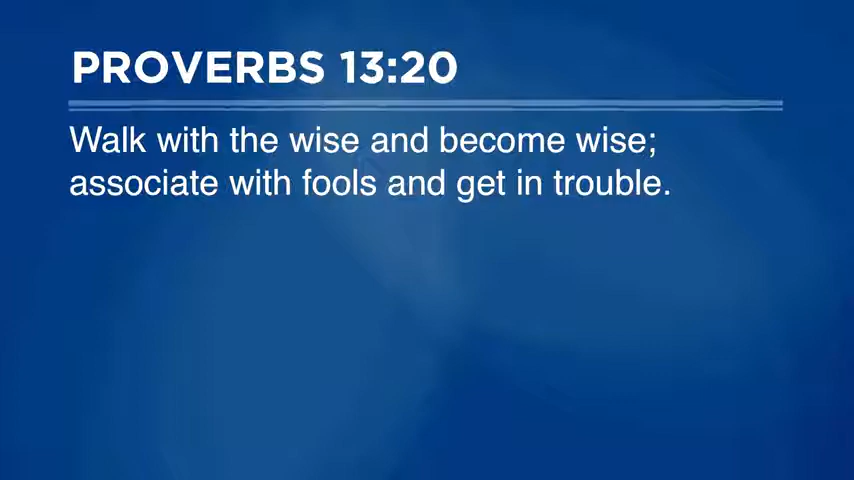 PROVERBS 13:20
Walk with the wise and become wise;
associate with fools and get in trouble.